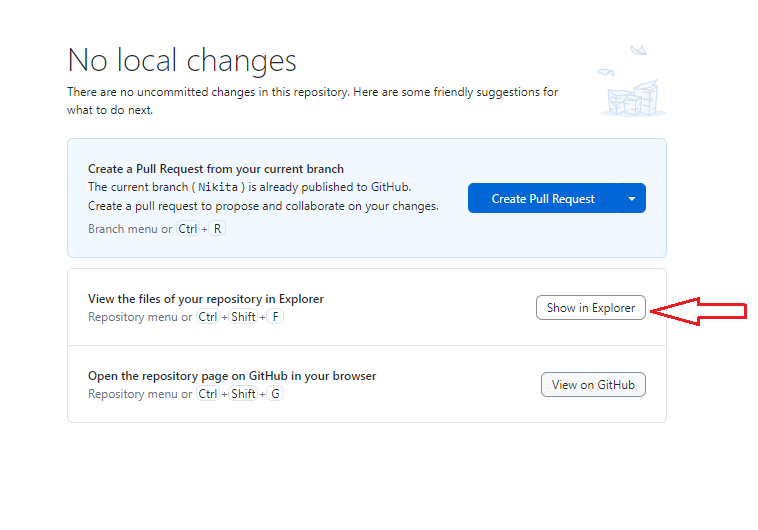 No local changes
There are no uncommitted changes in this repository. Here are some friendly suggestions for
what to do next.
Create a Pull Request from your current branch
The current branch ( Nikita ) is already published to GitHub.
Create a pull request to propose and collaborate on your changes.
Branch menu or Ctrl + R
Create Pull Request
View the files of your repository in Explorer
Repository menu or Ctrl + Shift + F
Show in Explorer
Open the repository page on GitHub in your browser
Repository menu or Ctrl + Shift + G
View on GitHub